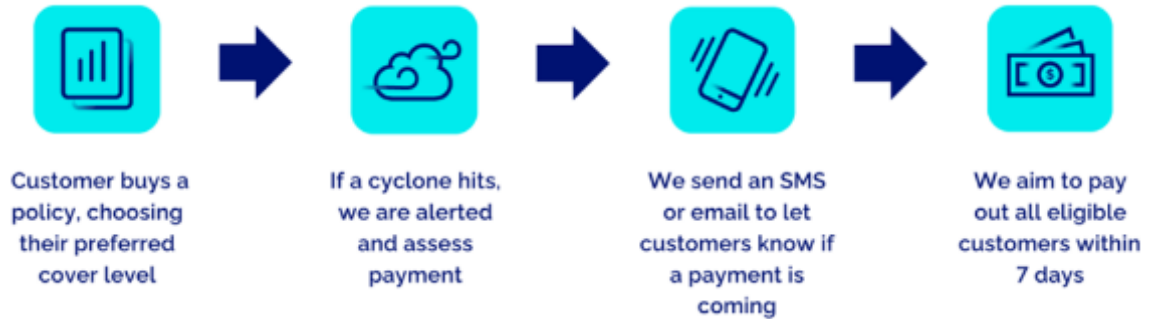 Customer buys a
policy, choosing
their preferred
cover level
If a cyclone hits,
we are alerted
and assess
payment
We send an SMS
or email to let
customers know if
a payment is
coming
$
We aim to pay
out all eligible
customers within
7 days